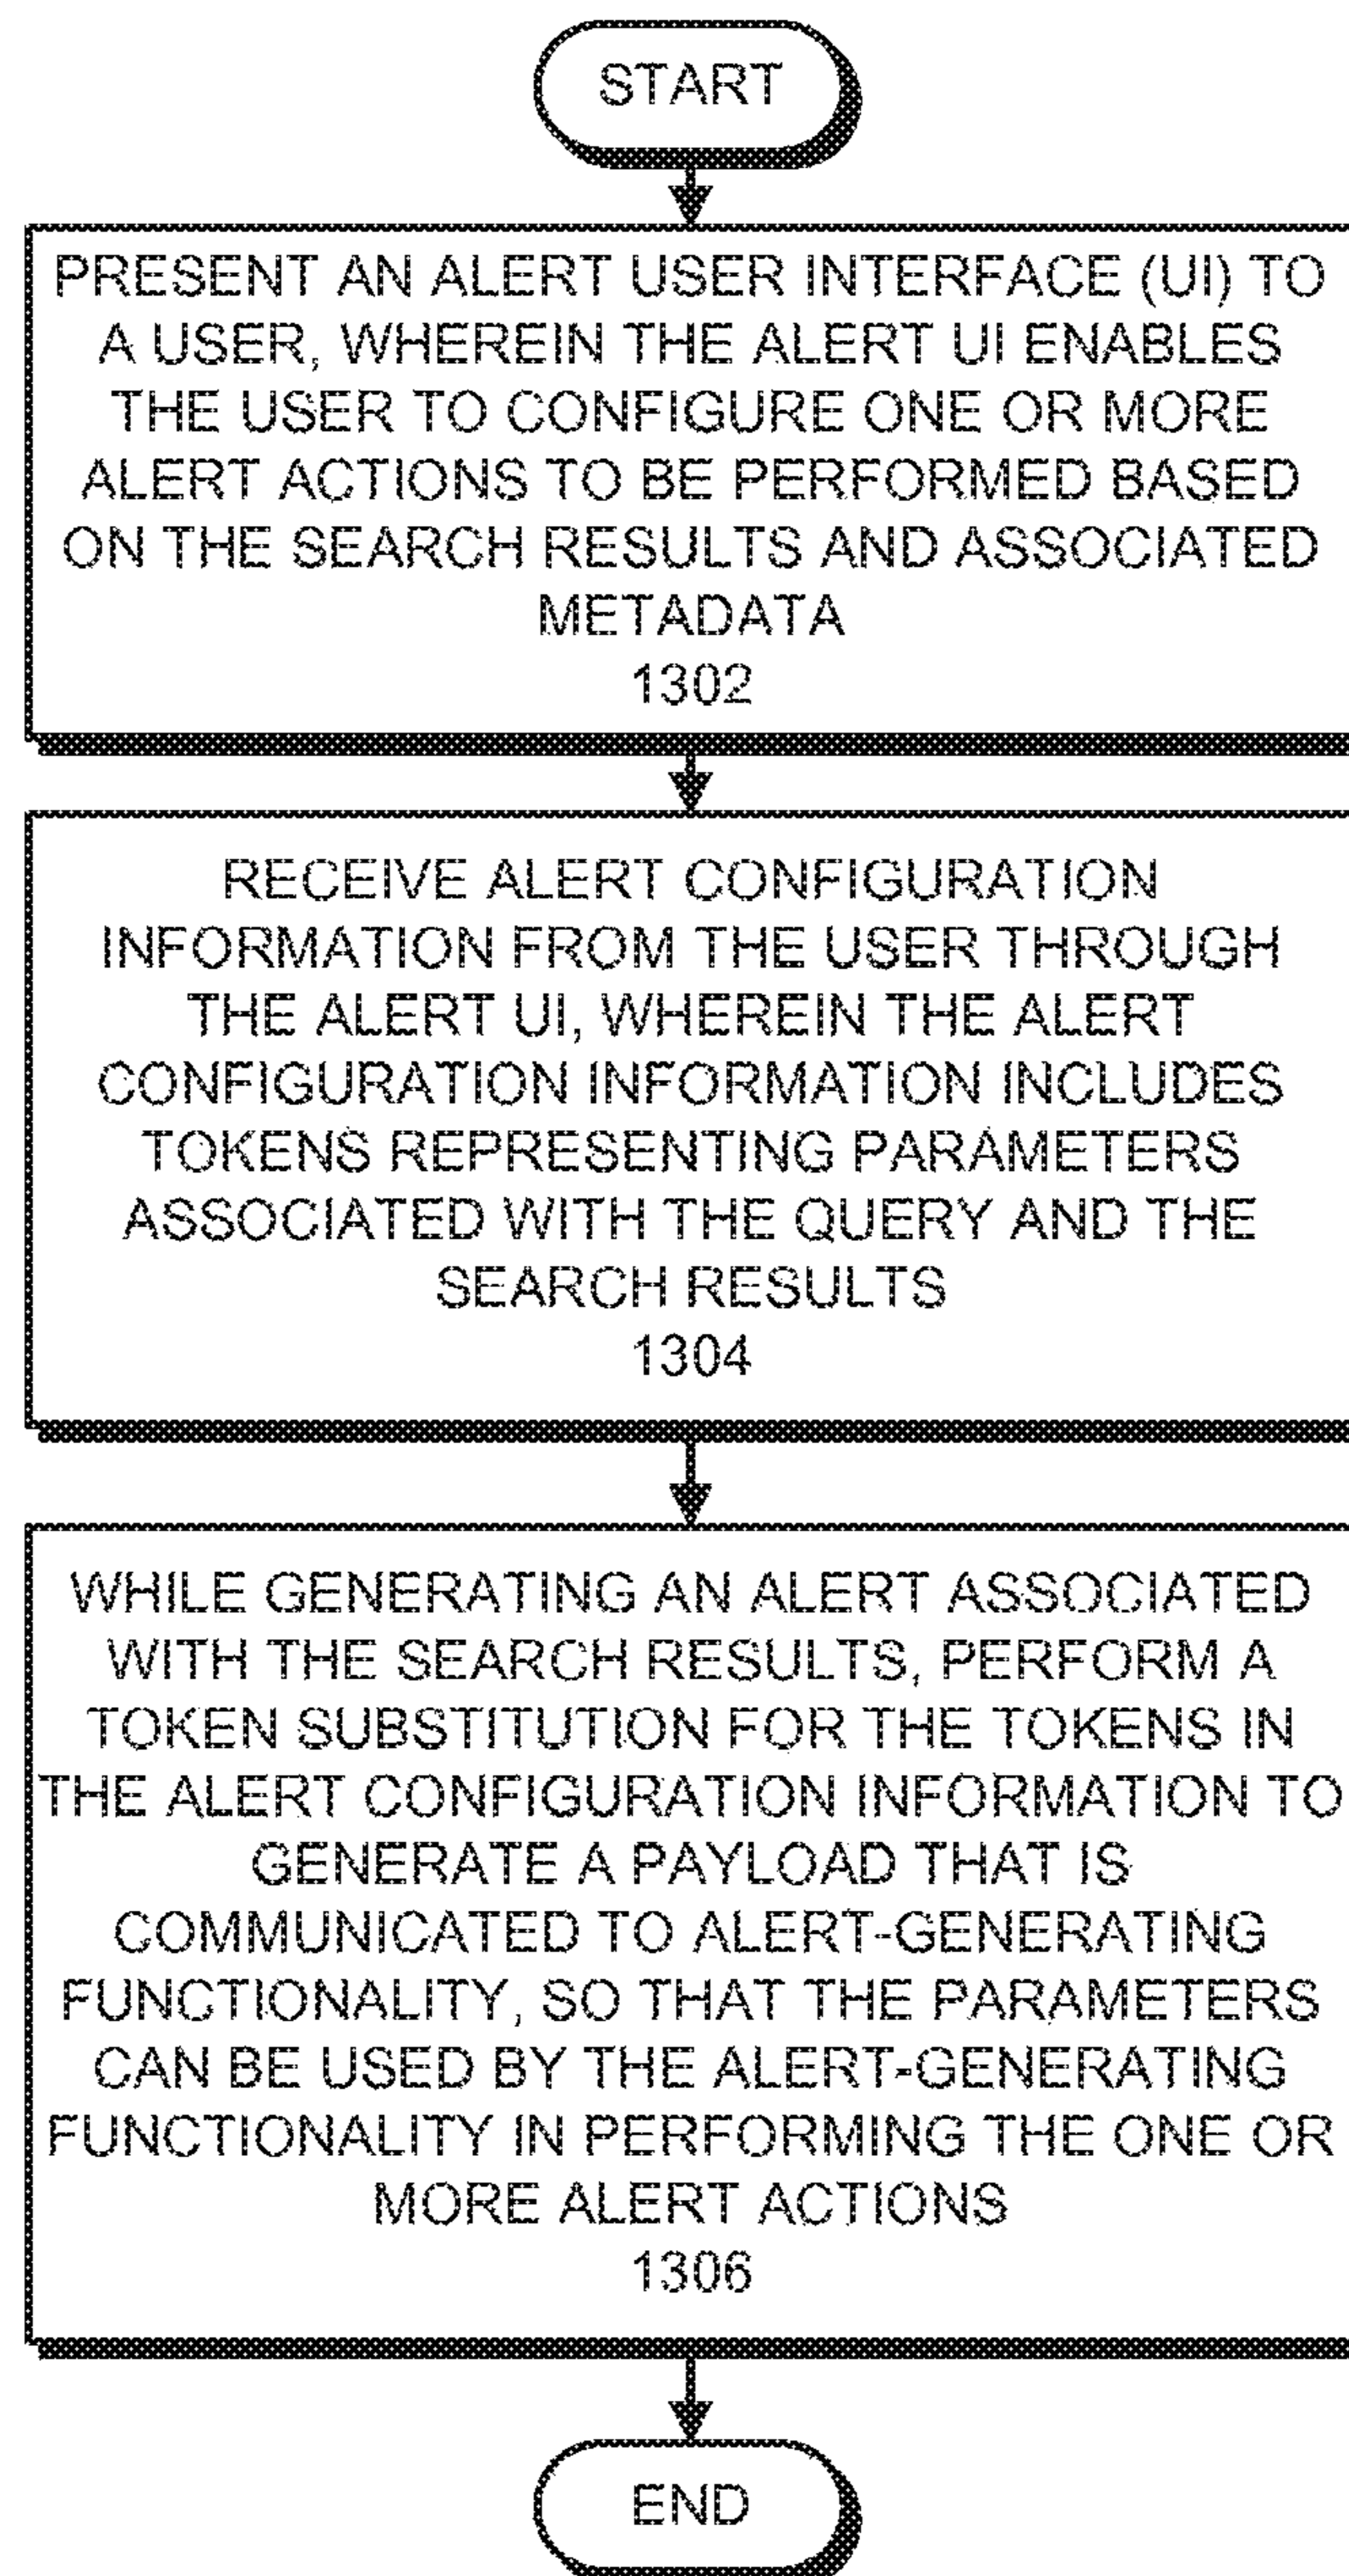 START
PRESENT AN ALERT USER INTERFACE (UI) TO
A USER, WHEREIN THE ALERT UI ENABLES
THE USER TO CONFIGURE ONE OR MORE
ALERT ACTIONS TO BE PERFORMED BASED
ON THE SEARCH RESULTS AND ASSOCIATED
METADATA
1302
RECEIVE ALERT CONFIGURATION
INFORMATION FROM THE USER THROUGH
THE ALERT UI, WHEREIN THE ALERT
CONFIGURATION INFORMATION INCLUDES
TOKENS REPRESENTING PARAMETERS
ASSOCIATED WITH THE QUERY AND THE
SEARCH RESULTS
1304
WHILE GENERATING AN ALERT ASSOCIATED
WITH THE SEARCH RESULTS, PERFORM A
TOKEN SUBSTITUTION FOR THE TOKENS IN
THE ALERT CONFIGURATION INFORMATION TO
GENERATE A PAYLOAD THAT IS
COMMUNICATED TO ALERT-GENERATING
FUNCTIONALITY, SO THAT THE PARAMETERS
CAN BE USED BY THE ALERT-GENERATING
FUNCTIONALITY IN PERFORMING THE ONE OR
MORE ALERT ACTIONS
1306
END